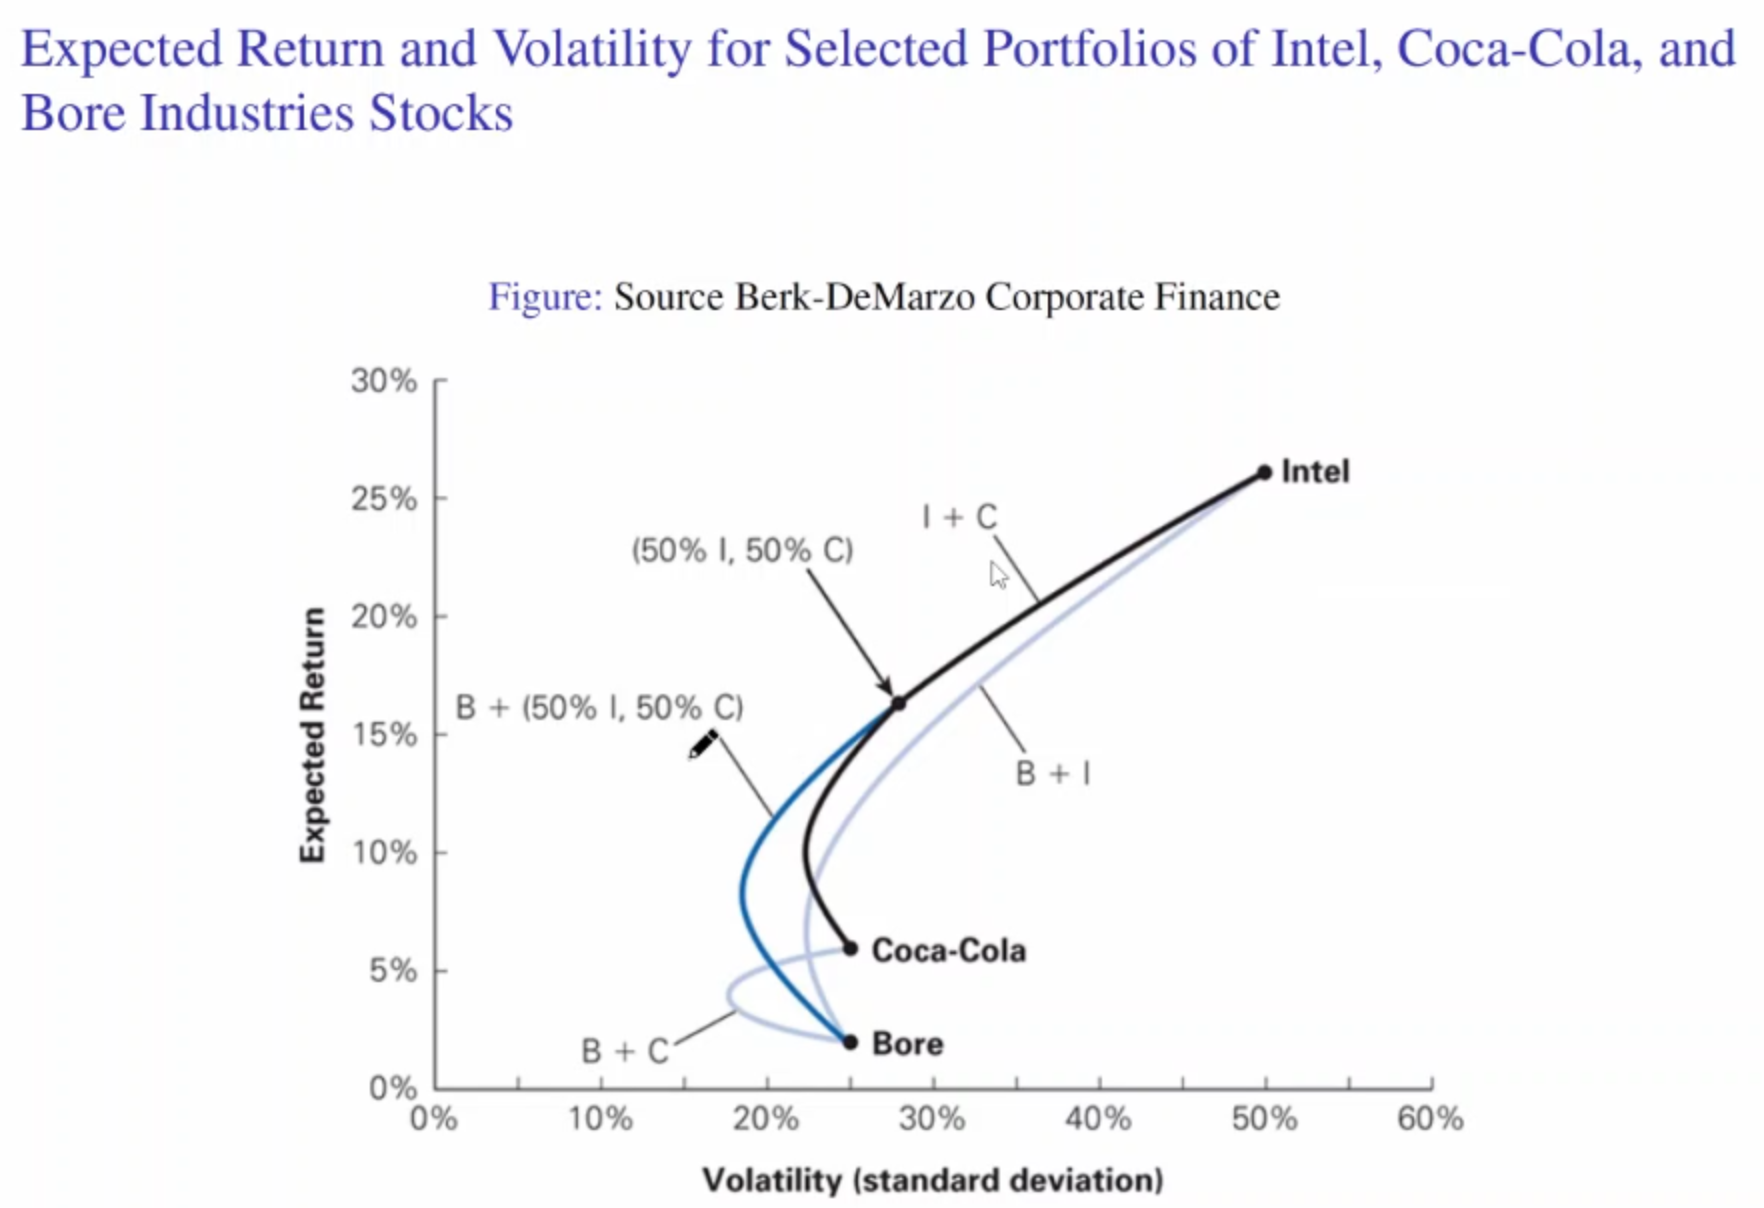 Expected Return and Volatility for Selected Portfolios of Intel, Coca-Cola, and
Bore Industries Stocks
Figure: Source Berk-DeMarzo Corporate Finance
30%
25%
20%
15%
10%
5%
0%
Expected Return
Intel
I + C
(50% I, 50% C)
B + (50% I, 50% C)
B + I
Coca-Cola
Bore
B + C
0% 10% 20% 30% 40% 50% 60%
Volatility (standard deviation)